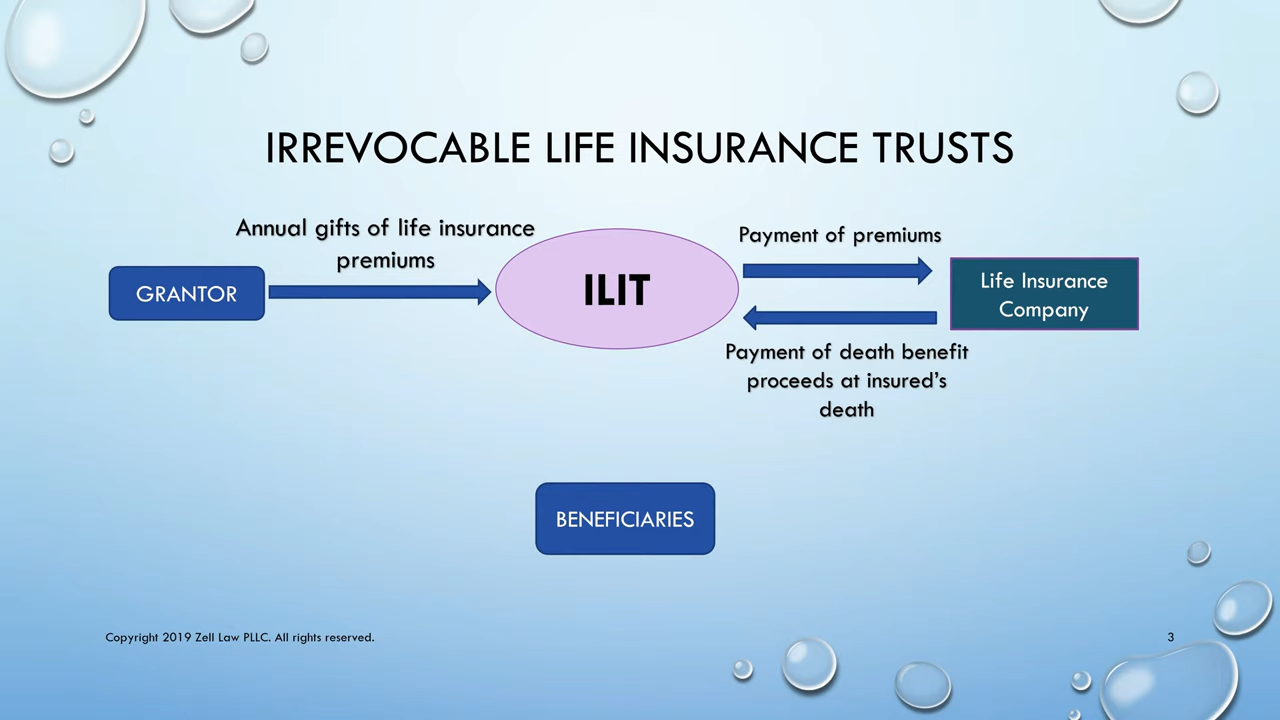 IRREVOCABLE LIFE INSURANCE TRUSTS
Annual gifts of life insurance
premiums
GRANTOR
ILIT
Payment of premiums
Life Insurance
Company
Payment of death benefit
proceeds at insured’s
death
BENEFICIARIES
Copyright 2019 Zell Law PLLC. All rights reserved.
3